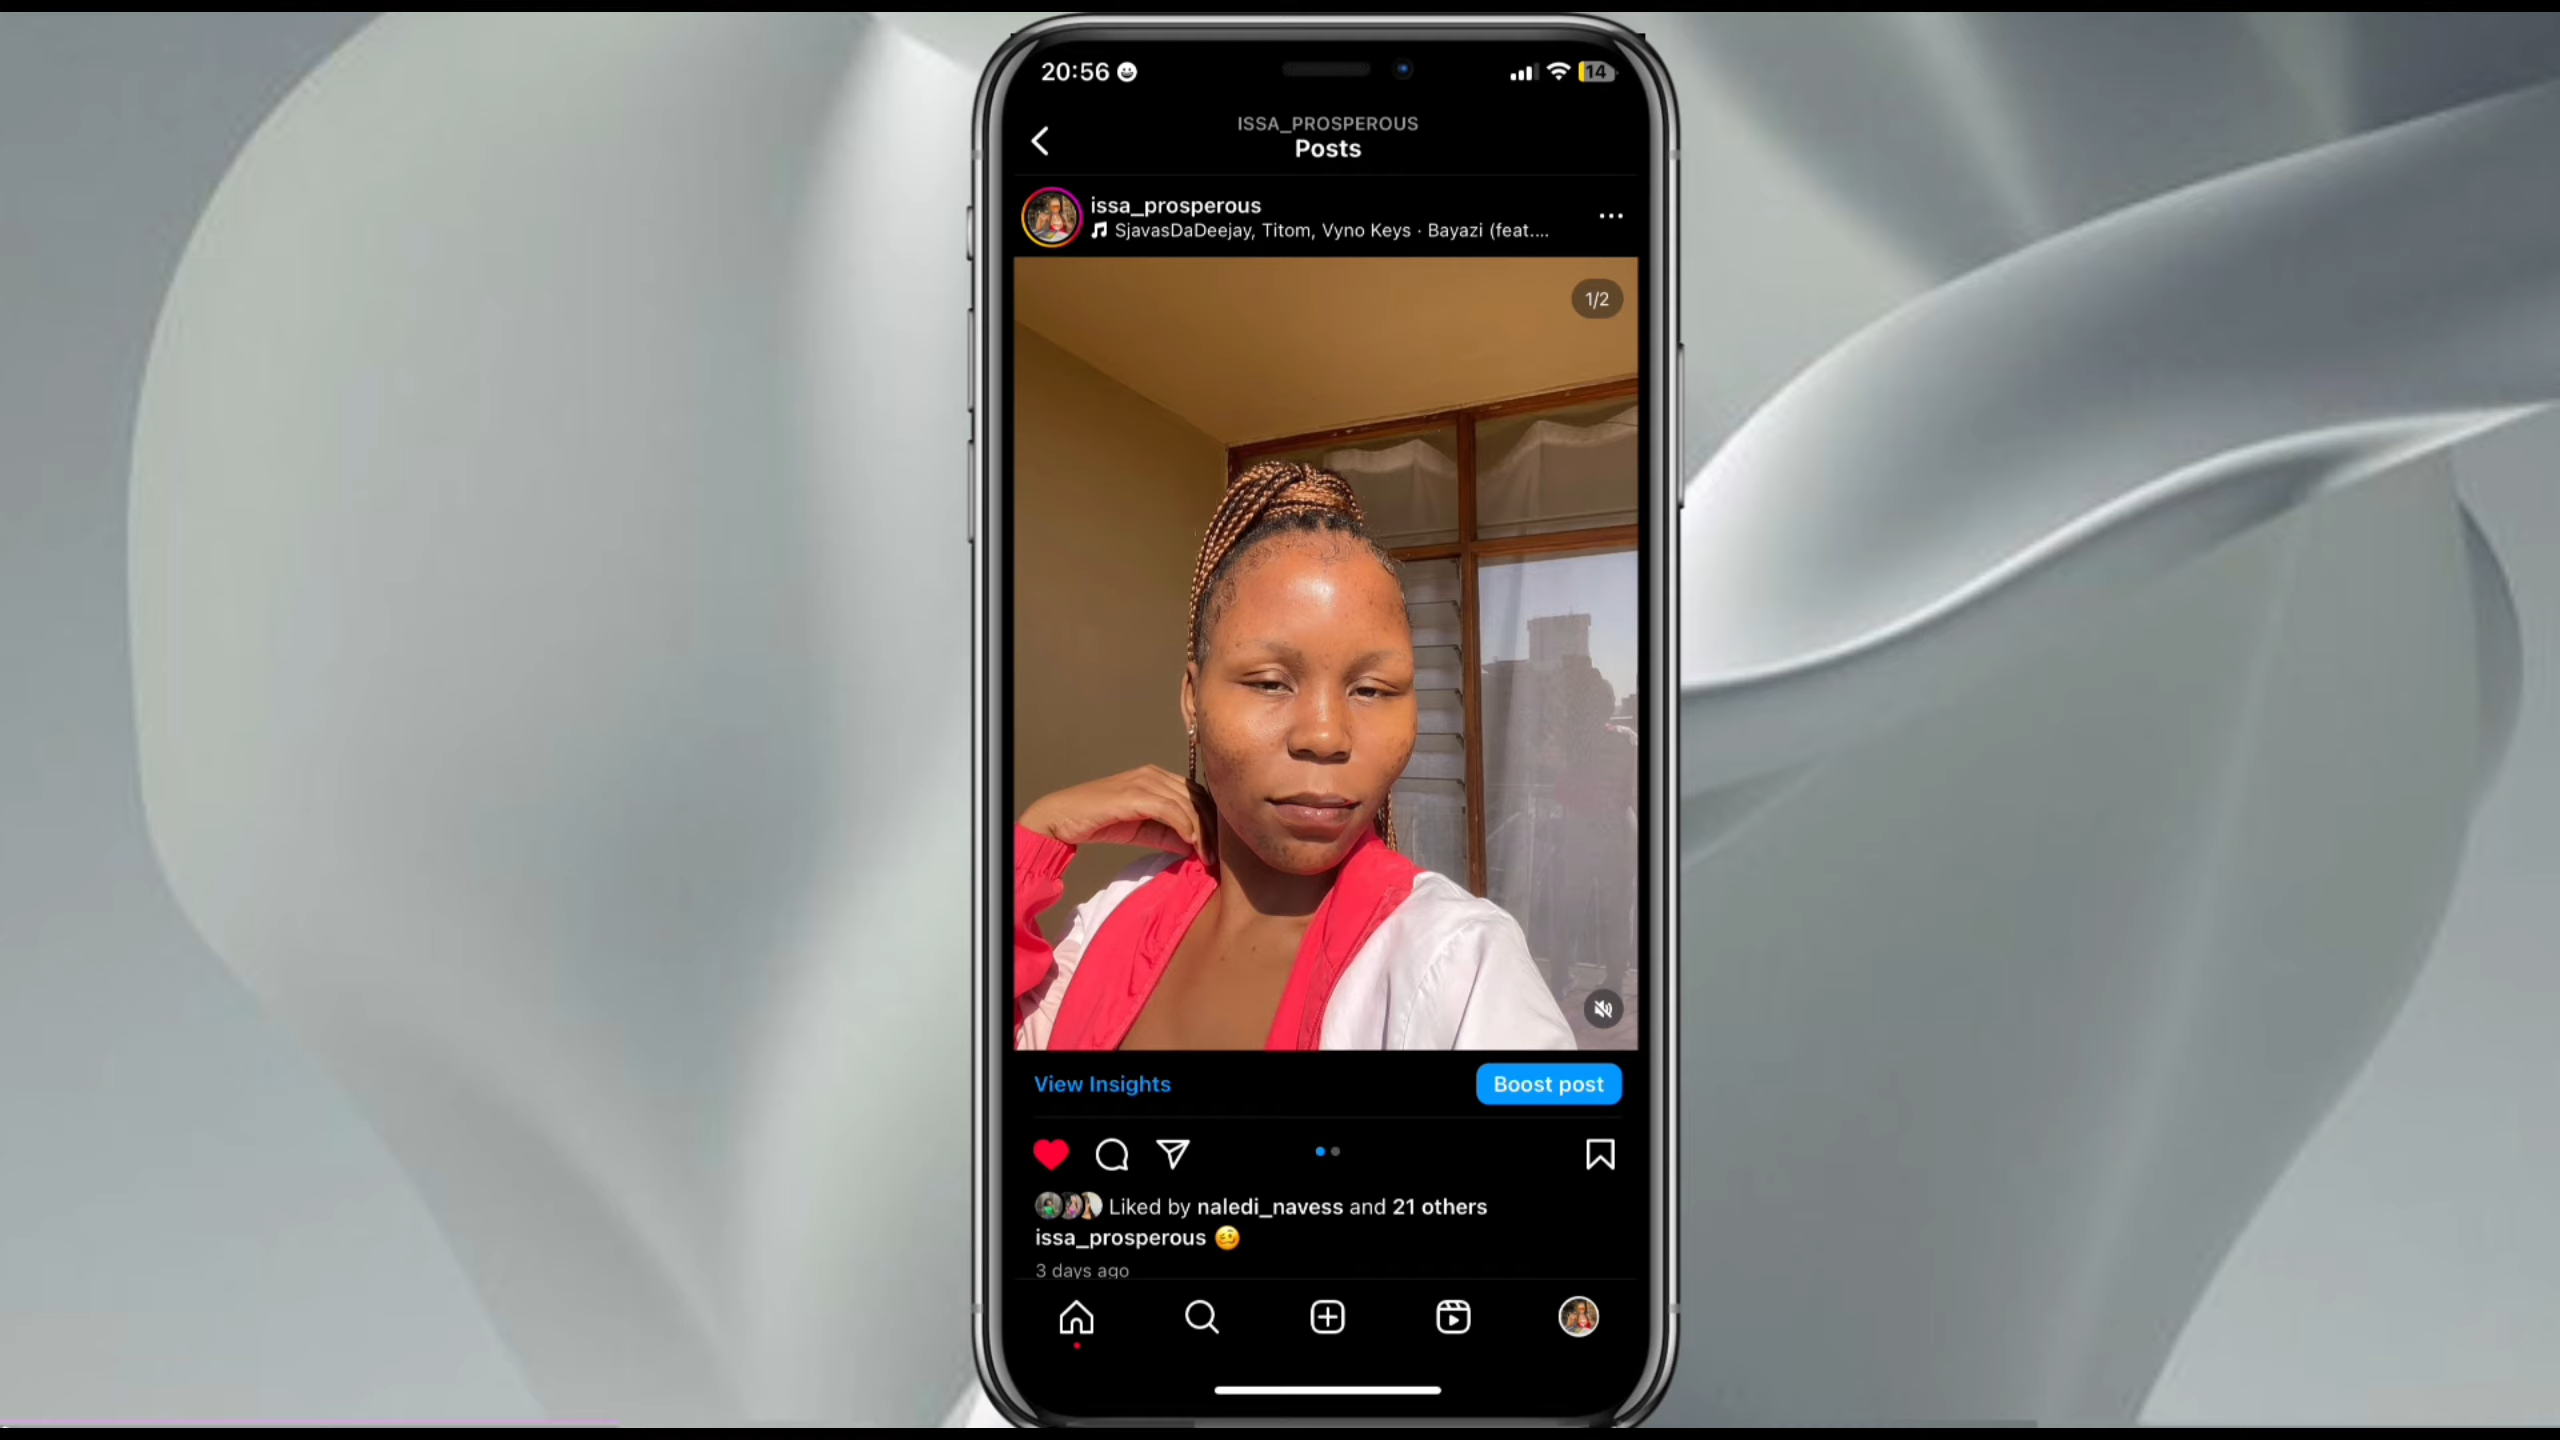 20:56
14
ISSA_PROSPEROUS
Posts
issa_prosperous
SjavasDaDeejay, Titom, Vyno Keys · Bayazi (feat....
1/2
View Insights
Boost post
Liked by naledi_navess and 21 others
issa_prosperous 🥴
3 days ago